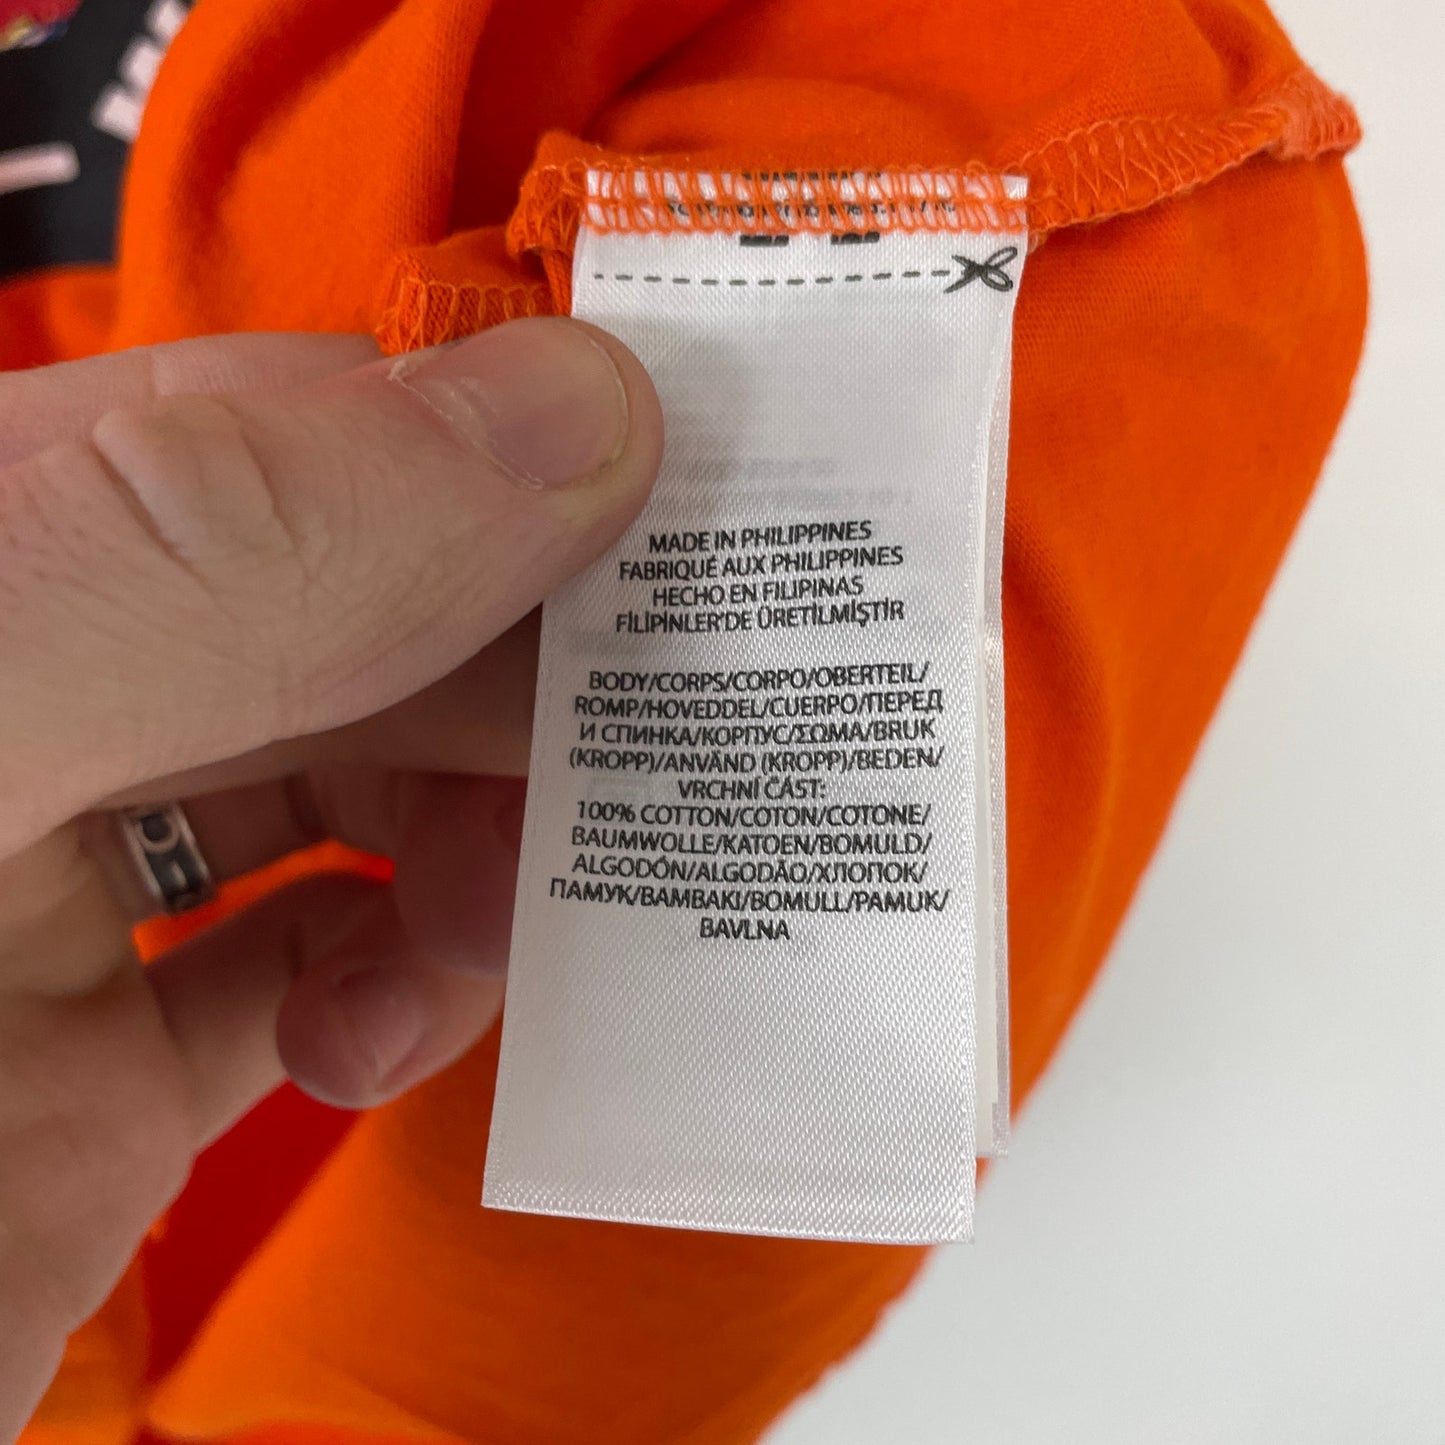 MADE IN PHILIPPINES
FABRIQUÉ AUX PHILIPPINES
HECHO EN FILIPINAS
FİLİPİNLER'DE ÜRETİLMİŞTİR
BODY/CORPS/CORPO/OBERTEIL/
ROMP/HOVEDDEL/CUERPO/ПЕРЕД
И СПИНКА/КОРПУС/ΣΩΜΑ/BRUK
(KROPP)/ANVÄND (KROPP)/BEDEN/
VRCHNÍ ČÁST:
100% COTTON/COTON/COTONE/
BAUMWOLLE/KATOEN/BOMULD/
ALGODÓN/ALGODÃO/ХЛОПОК/
ПАМУК/ΒΑΜΒΑΚΙ/BOMULL/PAMUK/
BAVLNA